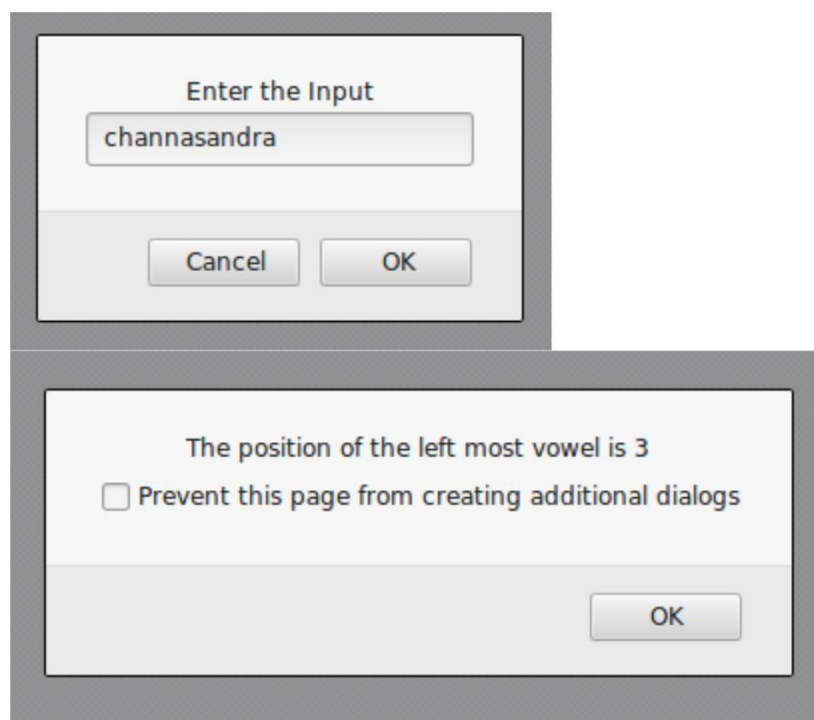 Enter the Input
channasandra
Cancel OK
The position of the left most vowel is 3
Prevent this page from creating additional dialogs
OK